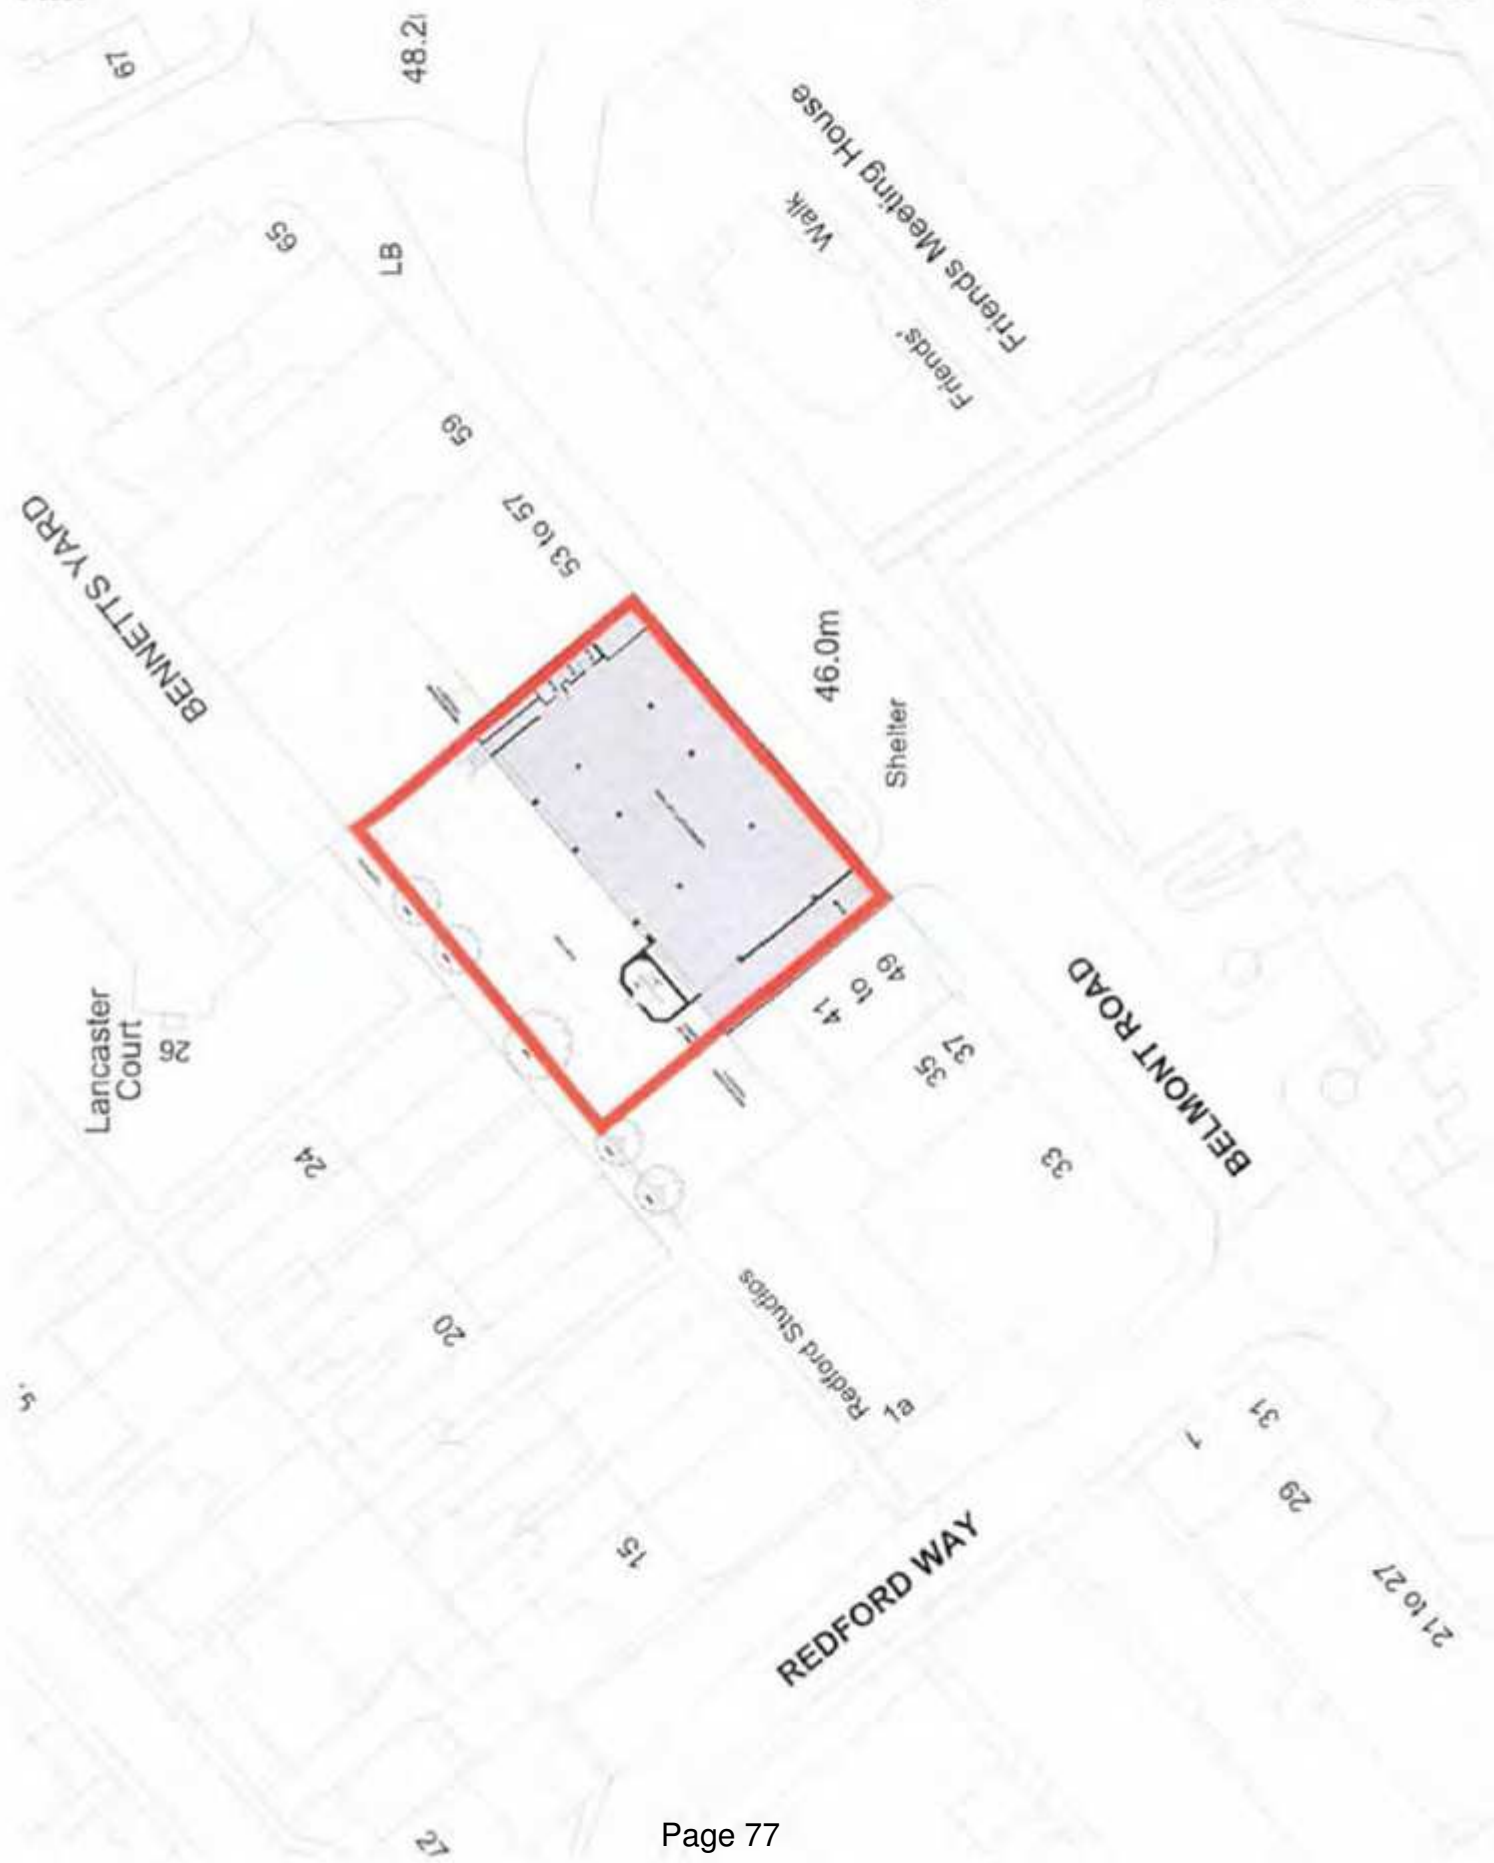 67
48.2
Friends Meeting House
Walk
Friends'
65
LB
59
53 to 57
BENNETTS YARD
46.0m
Shelter
49
to
41
37
35
33
BELMONT ROAD
Lancaster
Court
26
24
20
Redford Studios
1a
31
29
21 to 27
15
REDFORD WAY
27
Page 77